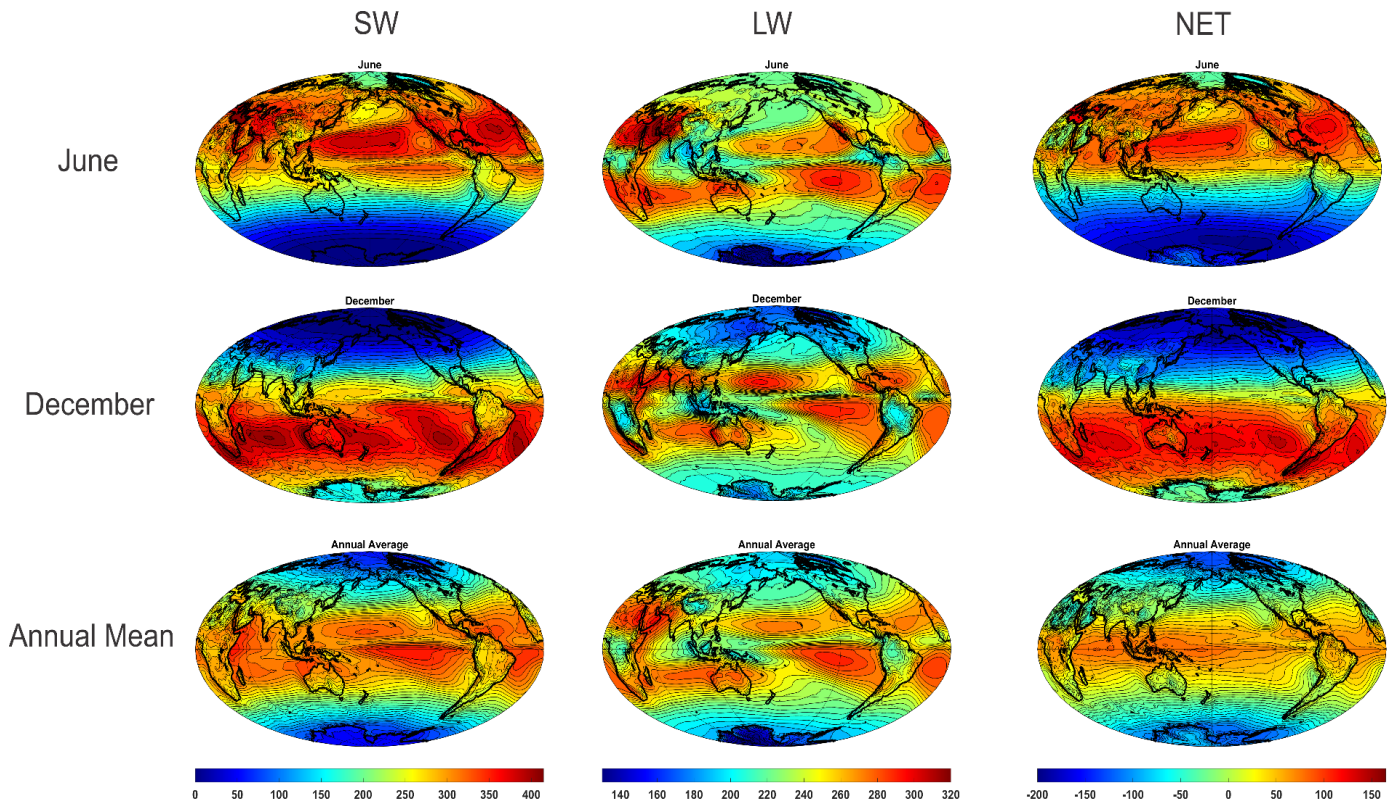 SW LW NET
June June June
June
December December December
December
Annual Average Annual Average Annual Average
Annual Mean
0 50 100 150 200 250 300 350 400 140 160 180 200 220 240 260 280 300 320 -200 -150 -100 -50 0 50 100 150